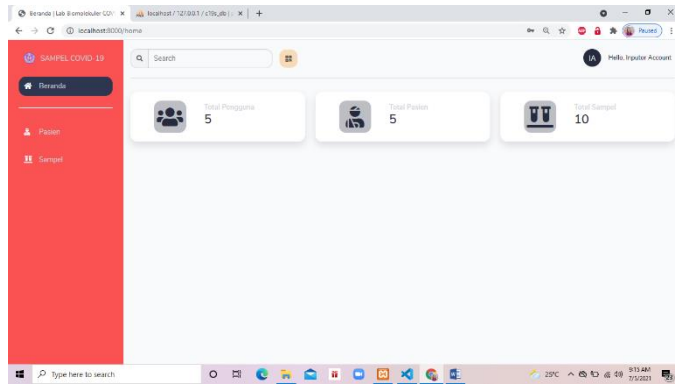 Beranda | Lab Biomolekuler COV
localhost / 127.0.0.1 / c19s_db |
localhost:8000/home
Paused
SAMPEL COVID-19
Search
IA
Hello, Inputor Account
Beranda
Total Pengguna
5
Total Pasien
5
Total Sampel
10
Pasien
Sampel
Type here to search
25°C
9:15 AM
7/5/2021